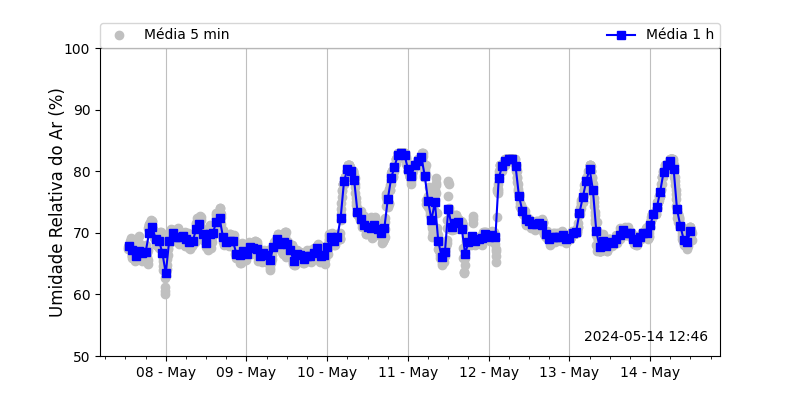 Média 5 min Média 1 h
100
90
80
70
60
50
Umidade Relativa do Ar (%)
2024-05-14 12:46
08 - May 09 - May 10 - May 11 - May 12 - May 13 - May 14 - May